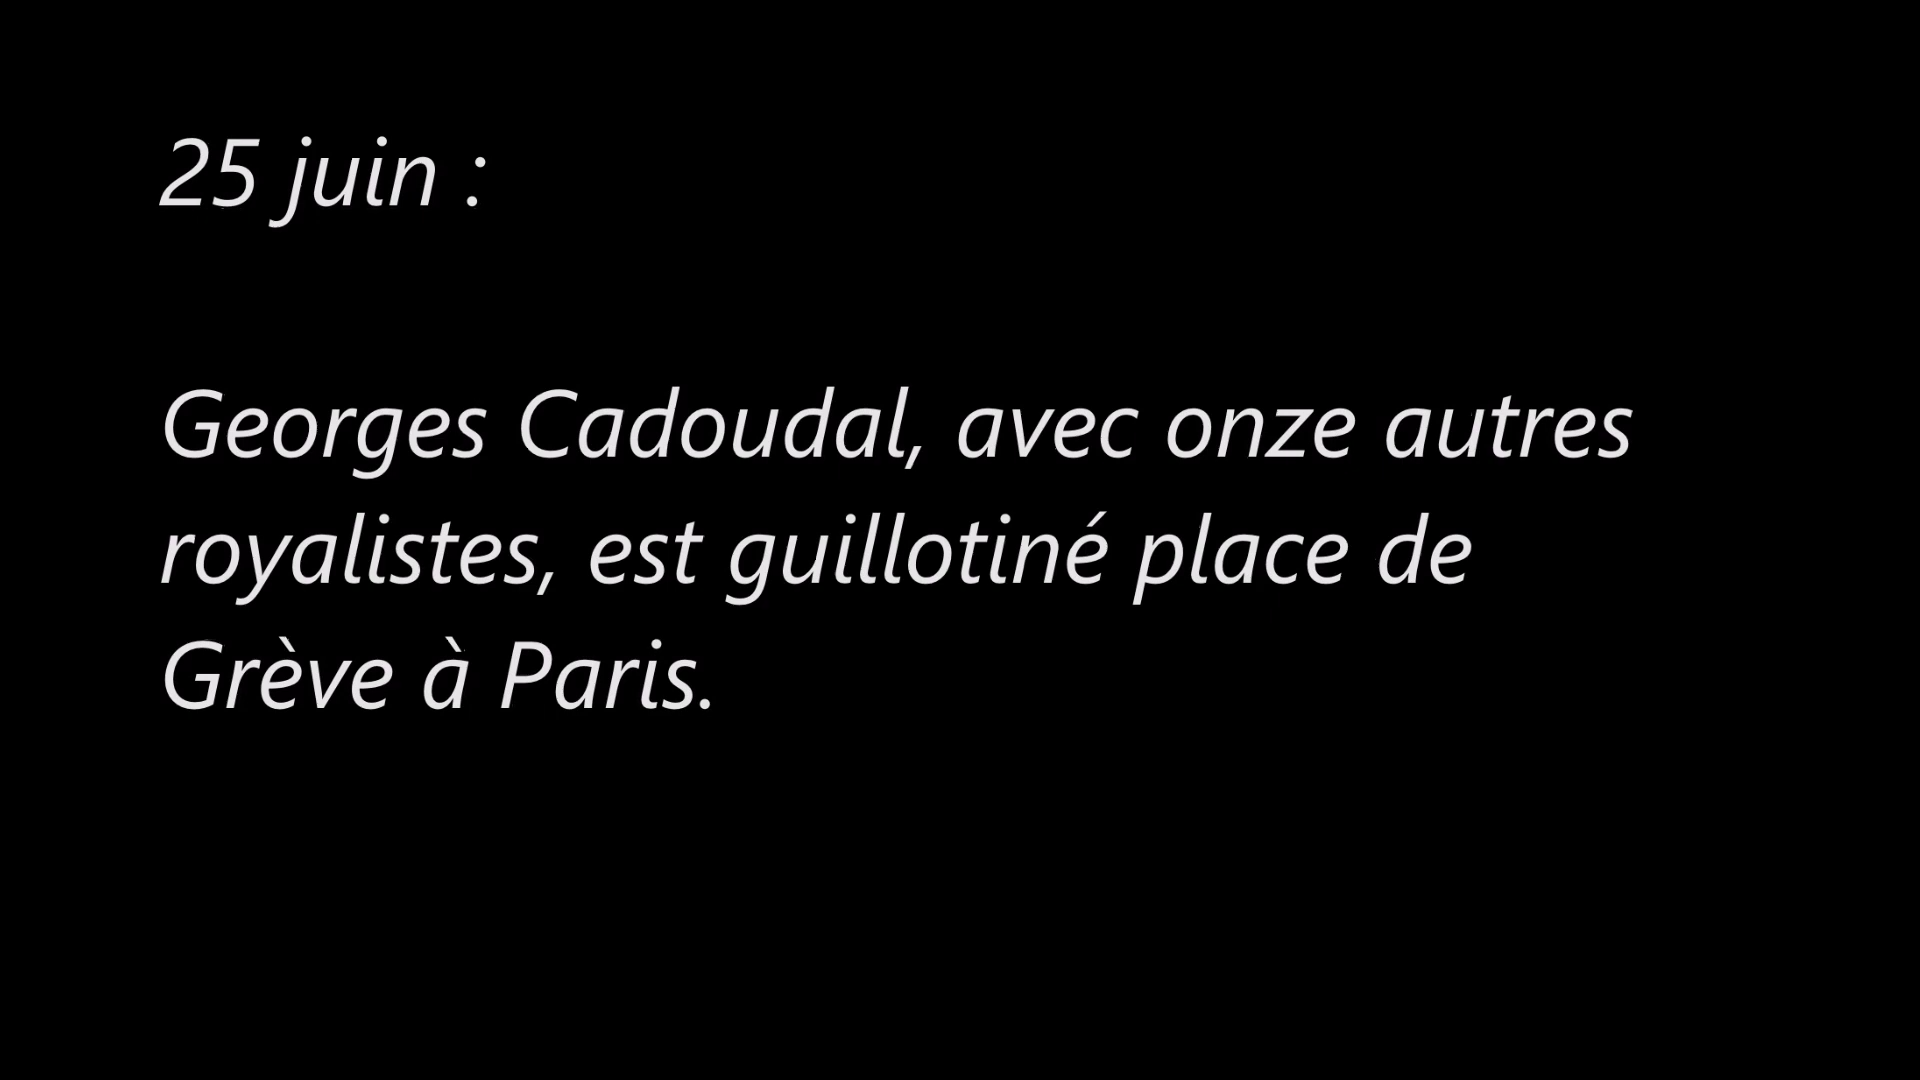 25 juin :
Georges Cadoudal, avec onze autres
royalistes, est guillotiné place de
Grève à Paris.